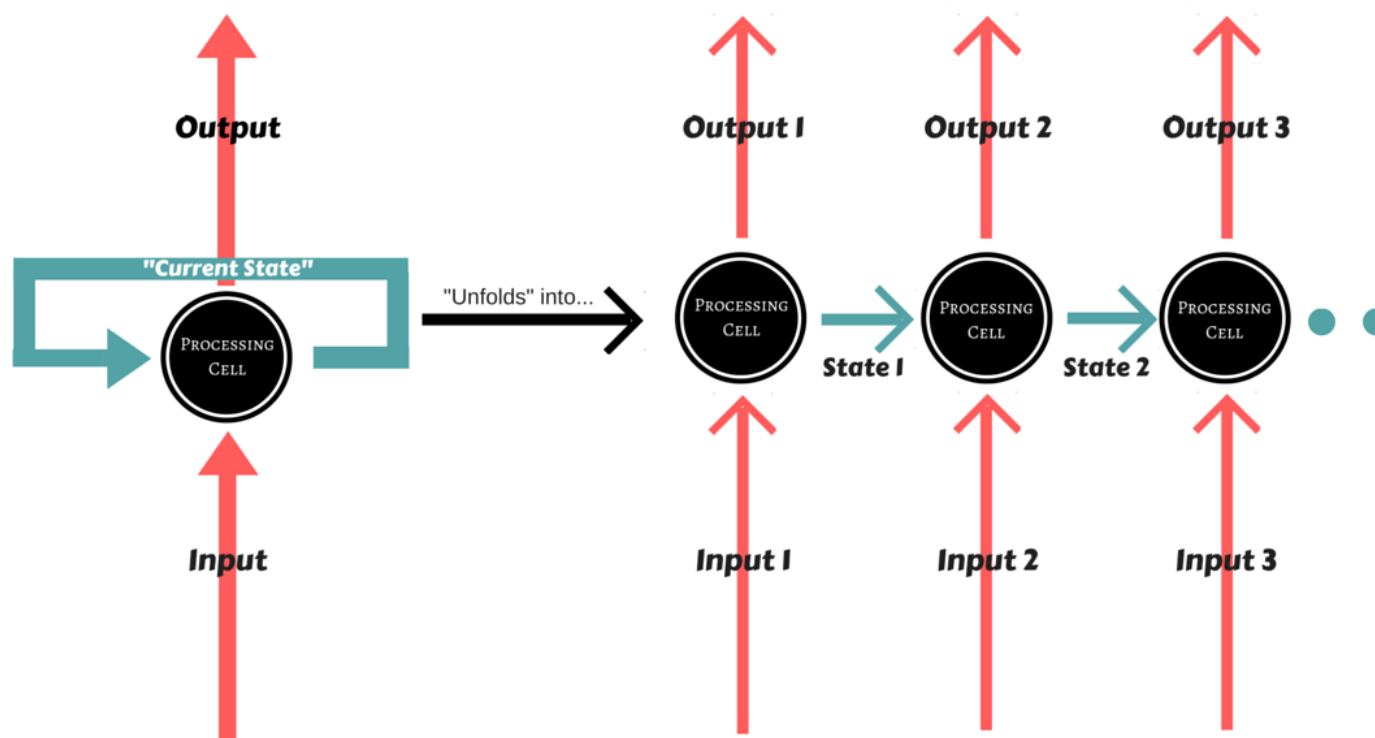 Output
"Current State"
Processing
Cell
Input
"Unfolds" into...
Output 1
Output 2
Output 3
Processing
Cell
State 1
Processing
Cell
State 2
Processing
Cell
Input 1
Input 2
Input 3